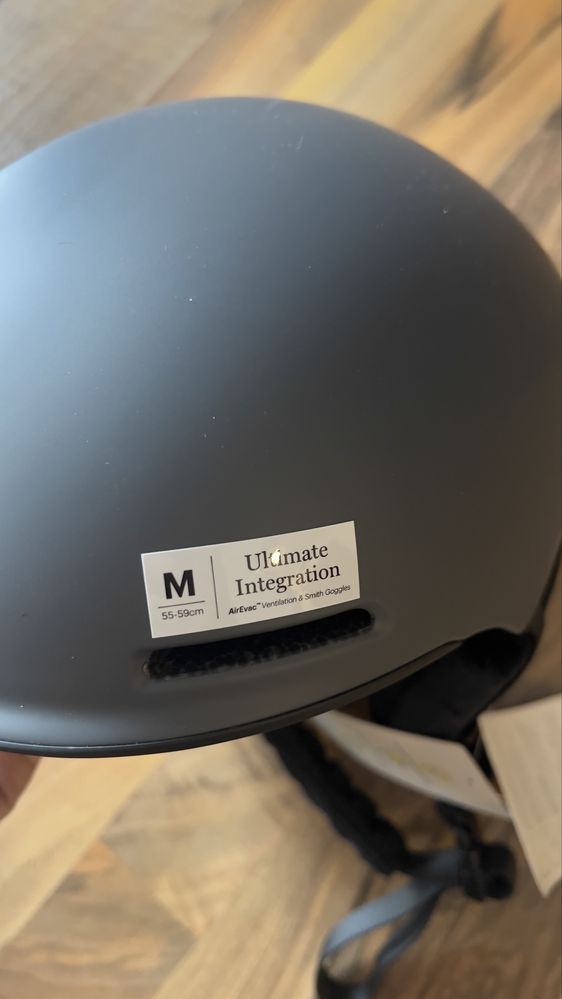 M
55-59cm
Ultimate
Integration
AirEvac™ Ventilation & Smith Goggles